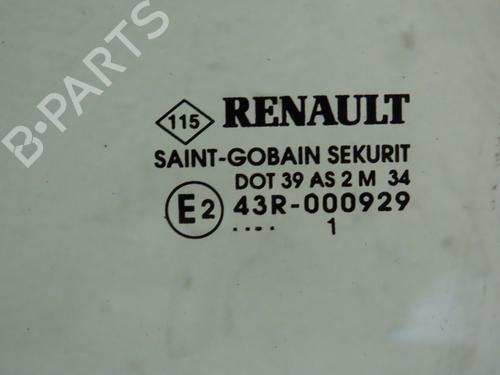 B-PARTS
115 RENAULT
SAINT-GOBAIN SEKURIT
DOT 39 AS 2 M 34
E2 43R-000929
.... 1